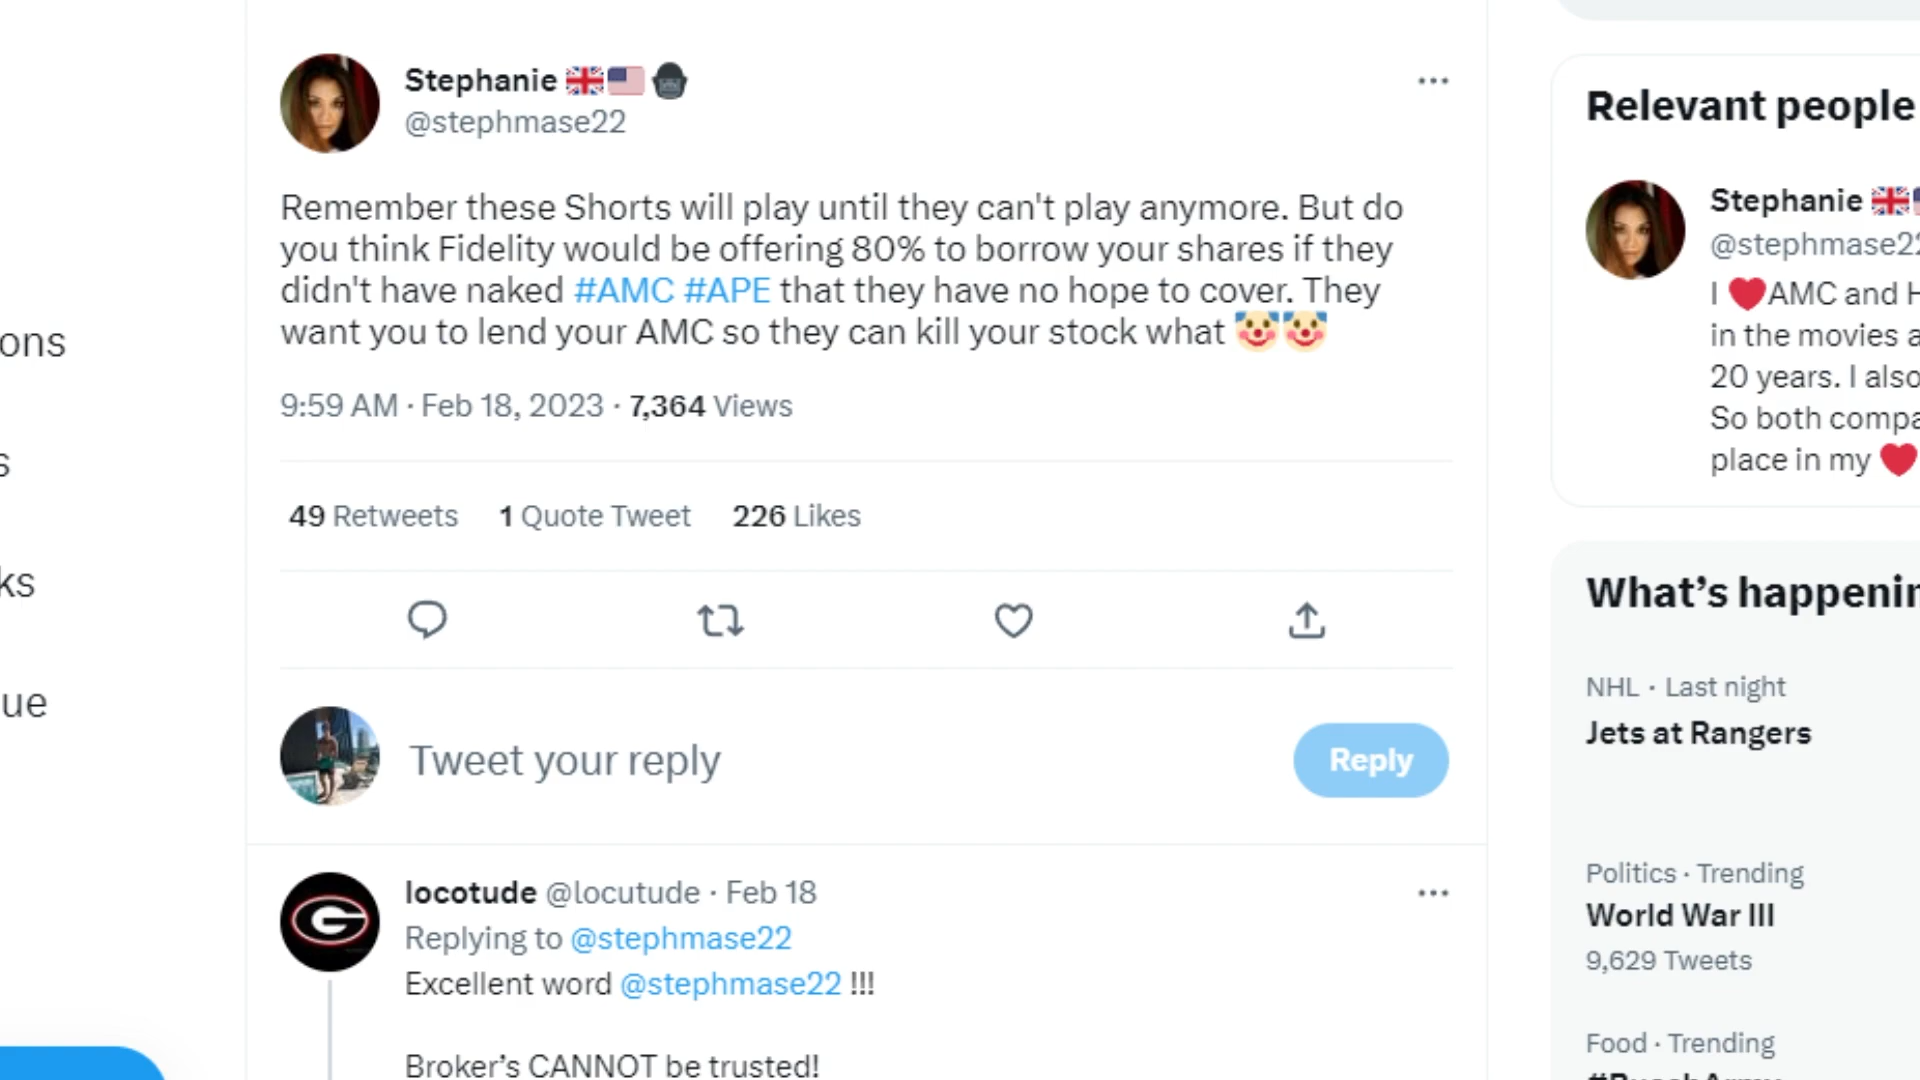 Stephanie 🇬🇧🇺🇸
@stephmase22
Remember these Shorts will play until they can't play anymore. But do
you think Fidelity would be offering 80% to borrow your shares if they
didn't have naked #AMC #APE that they have no hope to cover. They
want you to lend your AMC so they can kill your stock what 🤡🤡
9:59 AM · Feb 18, 2023 · 7,364 Views
49 Retweets 1 Quote Tweet 226 Likes
Tweet your reply
Reply
locotude @locutude · Feb 18
Replying to @stephmase22
Excellent word @stephmase22 !!!
Broker's CANNOT be trusted!
ons
s
ks
ue
Relevant people
Stephanie 🇬🇧
@stephmase22
I ❤️AMC and H
in the movies a
20 years. I also
So both compa
place in my ❤️
What's happenin
NHL · Last night
Jets at Rangers
Politics · Trending
World War III
9,629 Tweets
Food · Trending